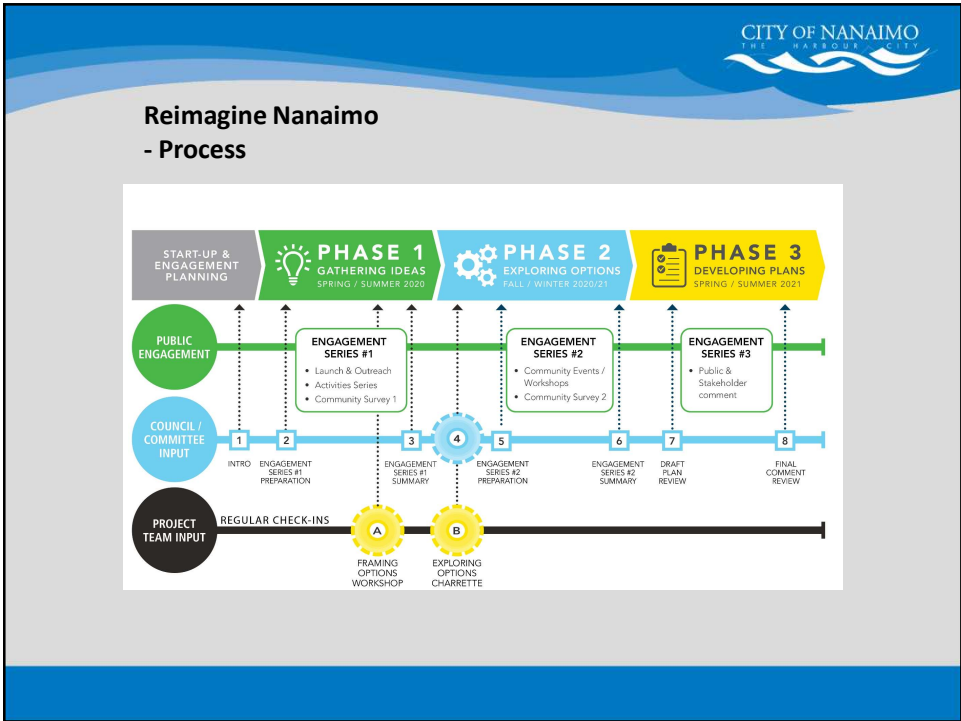 CITY OF NANAIMO
THE HARBOUR CITY
Reimagine Nanaimo
- Process
START-UP &
ENGAGEMENT
PLANNING
PHASE 1
GATHERING IDEAS
SPRING / SUMMER 2020
PHASE 2
EXPLORING OPTIONS
FALL / WINTER 2020/21
PHASE 3
DEVELOPING PLANS
SPRING / SUMMER 2021
PUBLIC
ENGAGEMENT
ENGAGEMENT
SERIES #1
• Launch & Outreach
• Activities Series
• Community Survey 1
ENGAGEMENT
SERIES #2
• Community Events /
Workshops
• Community Survey 2
ENGAGEMENT
SERIES #3
• Public &
Stakeholder
comment
COUNCIL /
COMMITTEE
INPUT
1
INTRO
2
ENGAGEMENT
SERIES #1
PREPARATION
3
ENGAGEMENT
SERIES #1
SUMMARY
4
5
ENGAGEMENT
SERIES #2
PREPARATION
6
ENGAGEMENT
SERIES #2
SUMMARY
7
DRAFT
PLAN
REVIEW
8
FINAL
COMMENT
REVIEW
PROJECT
TEAM INPUT
REGULAR CHECK-INS
A
FRAMING
OPTIONS
WORKSHOP
B
EXPLORING
OPTIONS
CHARRETTE